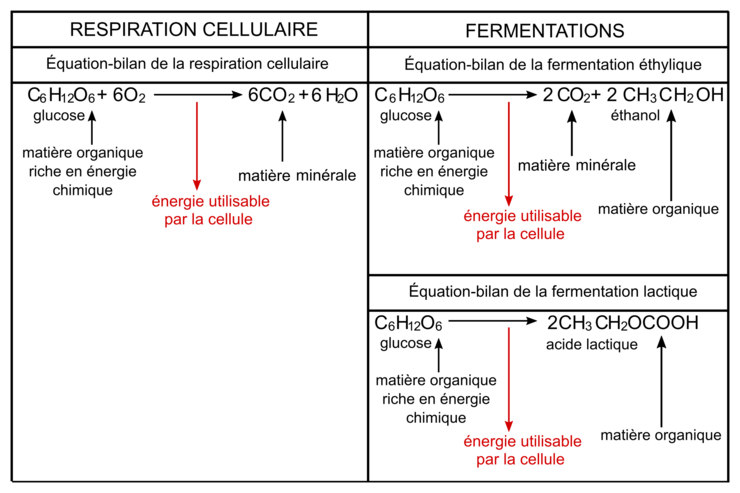 RESPIRATION CELLULAIRE
Équation-bilan de la respiration cellulaire
C6H12O6 + 6O2 → 6CO2 + 6 H2O
glucose
matière organique
riche en énergie
chimique
matière minérale
énergie utilisable
par la cellule
FERMENTATIONS
Équation-bilan de la fermentation éthylique
C6H12O6 → 2 CO2 + 2 CH3CH2OH
glucose
éthanol
matière organique
riche en énergie
chimique
matière minérale
matière organique
énergie utilisable
par la cellule
Équation-bilan de la fermentation lactique
C6H12O6 → 2CH3CH2OCOOH
glucose
acide lactique
matière organique
riche en énergie
chimique
matière organique
énergie utilisable
par la cellule